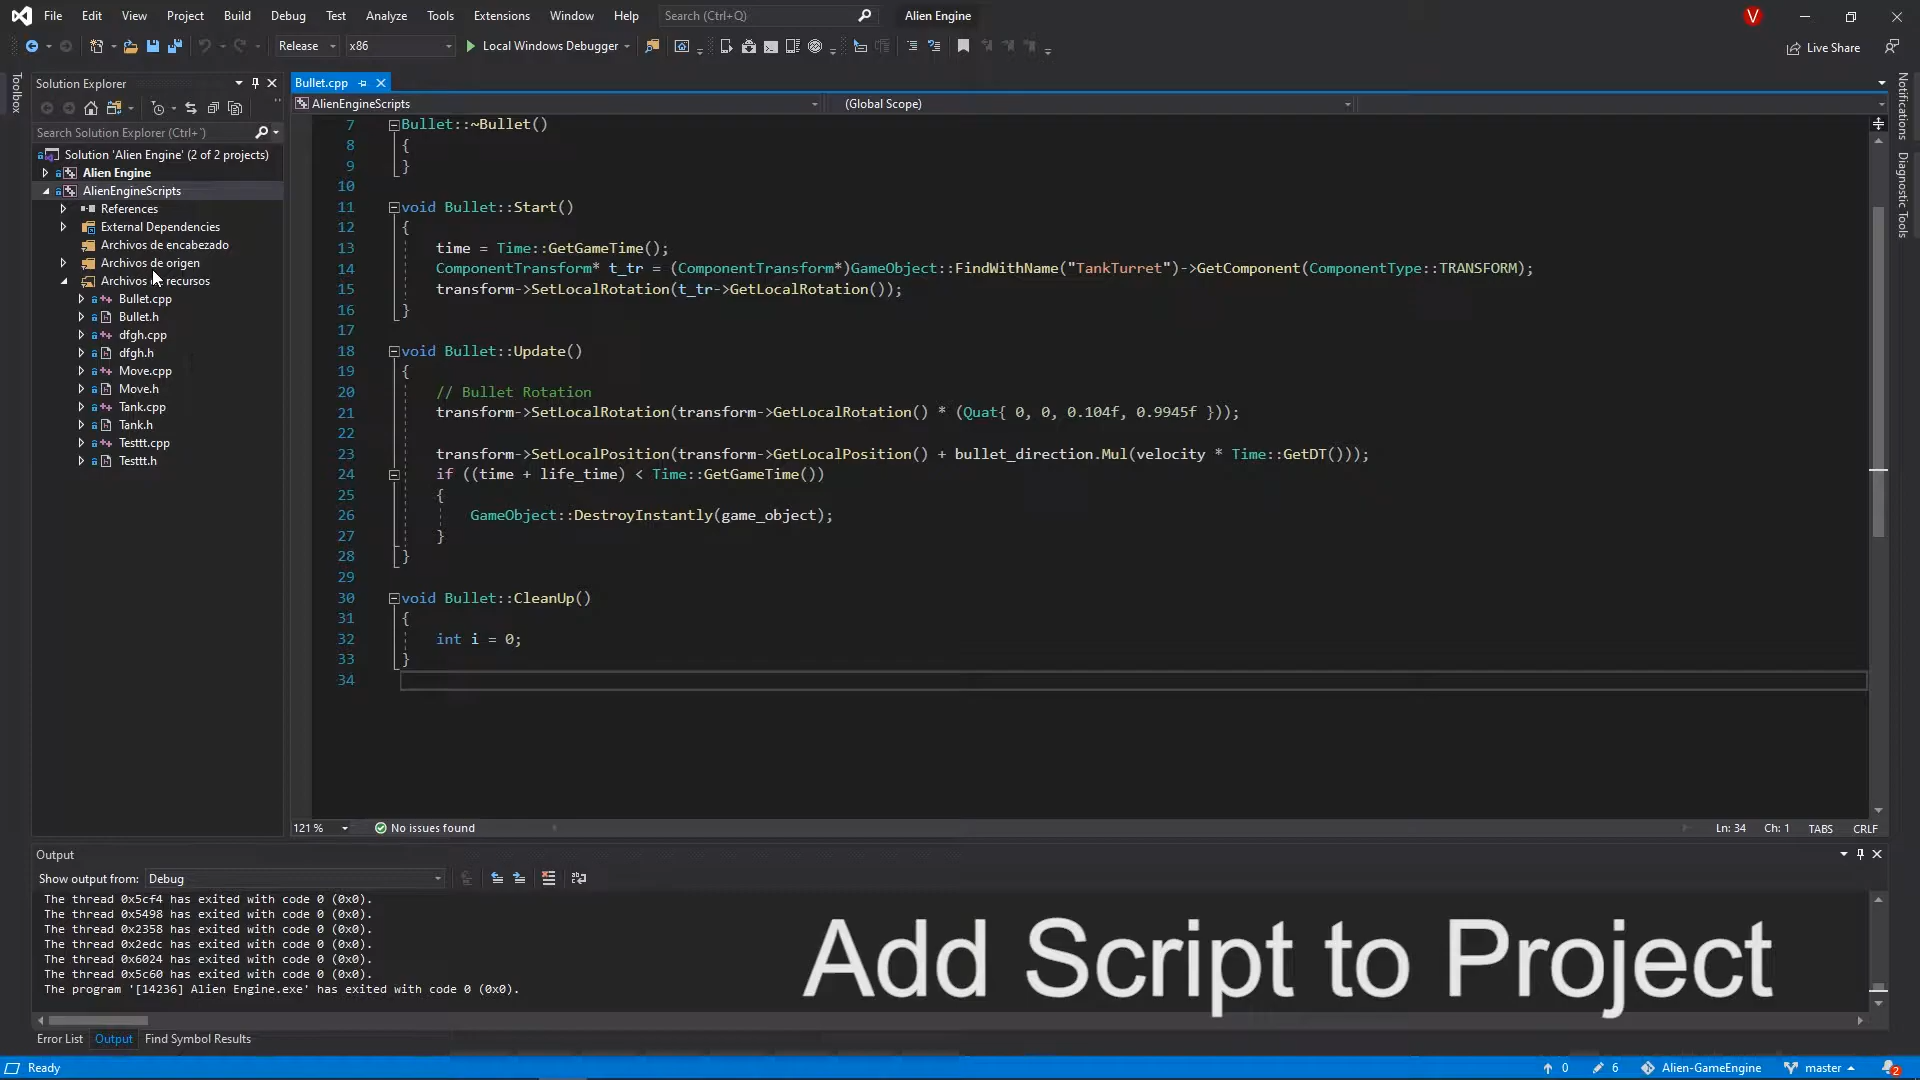 File Edit View Project Build Debug Test Analyze Tools Extensions Window Help Search (Ctrl+Q) Alien Engine V
Release x86 Local Windows Debugger Live Share
Toolbox
Solution Explorer
Search Solution Explorer (Ctrl+`)
Solution 'Alien Engine' (2 of 2 projects)
Alien Engine
AlienEngineScripts
References
External Dependencies
Archivos de encabezado
Archivos de origen
Archivos recursos
Bullet.cpp
Bullet.h
dfgh.cpp
dfgh.h
Move.cpp
Move.h
Tank.cpp
Tank.h
Testtt.cpp
Testtt.h
Bullet.cpp
AlienEngineScripts (Global Scope)
7 Bullet::~Bullet()
8 {
9 }
10
11 void Bullet::Start()
12 {
13 time = Time::GetGameTime();
14 ComponentTransform* t_tr = (ComponentTransform*)GameObject::FindWithName("TankTurret")->GetComponent(ComponentType::TRANSFORM);
15 transform->SetLocalRotation(t_tr->GetLocalRotation());
16 }
17
18 void Bullet::Update()
19 {
20 // Bullet Rotation
21 transform->SetLocalRotation(transform->GetLocalRotation() * (Quat{ 0, 0, 0.104f, 0.9945f }));
22
23 transform->SetLocalPosition(transform->GetLocalPosition() + bullet_direction.Mul(velocity * Time::GetDT()));
24 if ((time + life_time) < Time::GetGameTime())
25 {
26 GameObject::DestroyInstantly(game_object);
27 }
28 }
29
30 void Bullet::CleanUp()
31 {
32 int i = 0;
33 }
34
121 % No issues found Ln: 34 Ch: 1 TABS CRLF
Notifications
Diagnostic Tools
Output
Show output from: Debug
The thread 0x5cf4 has exited with code 0 (0x0).
The thread 0x5498 has exited with code 0 (0x0).
The thread 0x2358 has exited with code 0 (0x0).
The thread 0x2edc has exited with code 0 (0x0).
The thread 0x6024 has exited with code 0 (0x0).
The thread 0x5c60 has exited with code 0 (0x0).
The program '[14236] Alien Engine.exe' has exited with code 0 (0x0).
Add Script to Project
Error List Output Find Symbol Results
Ready 0 6 Alien-GameEngine master 2